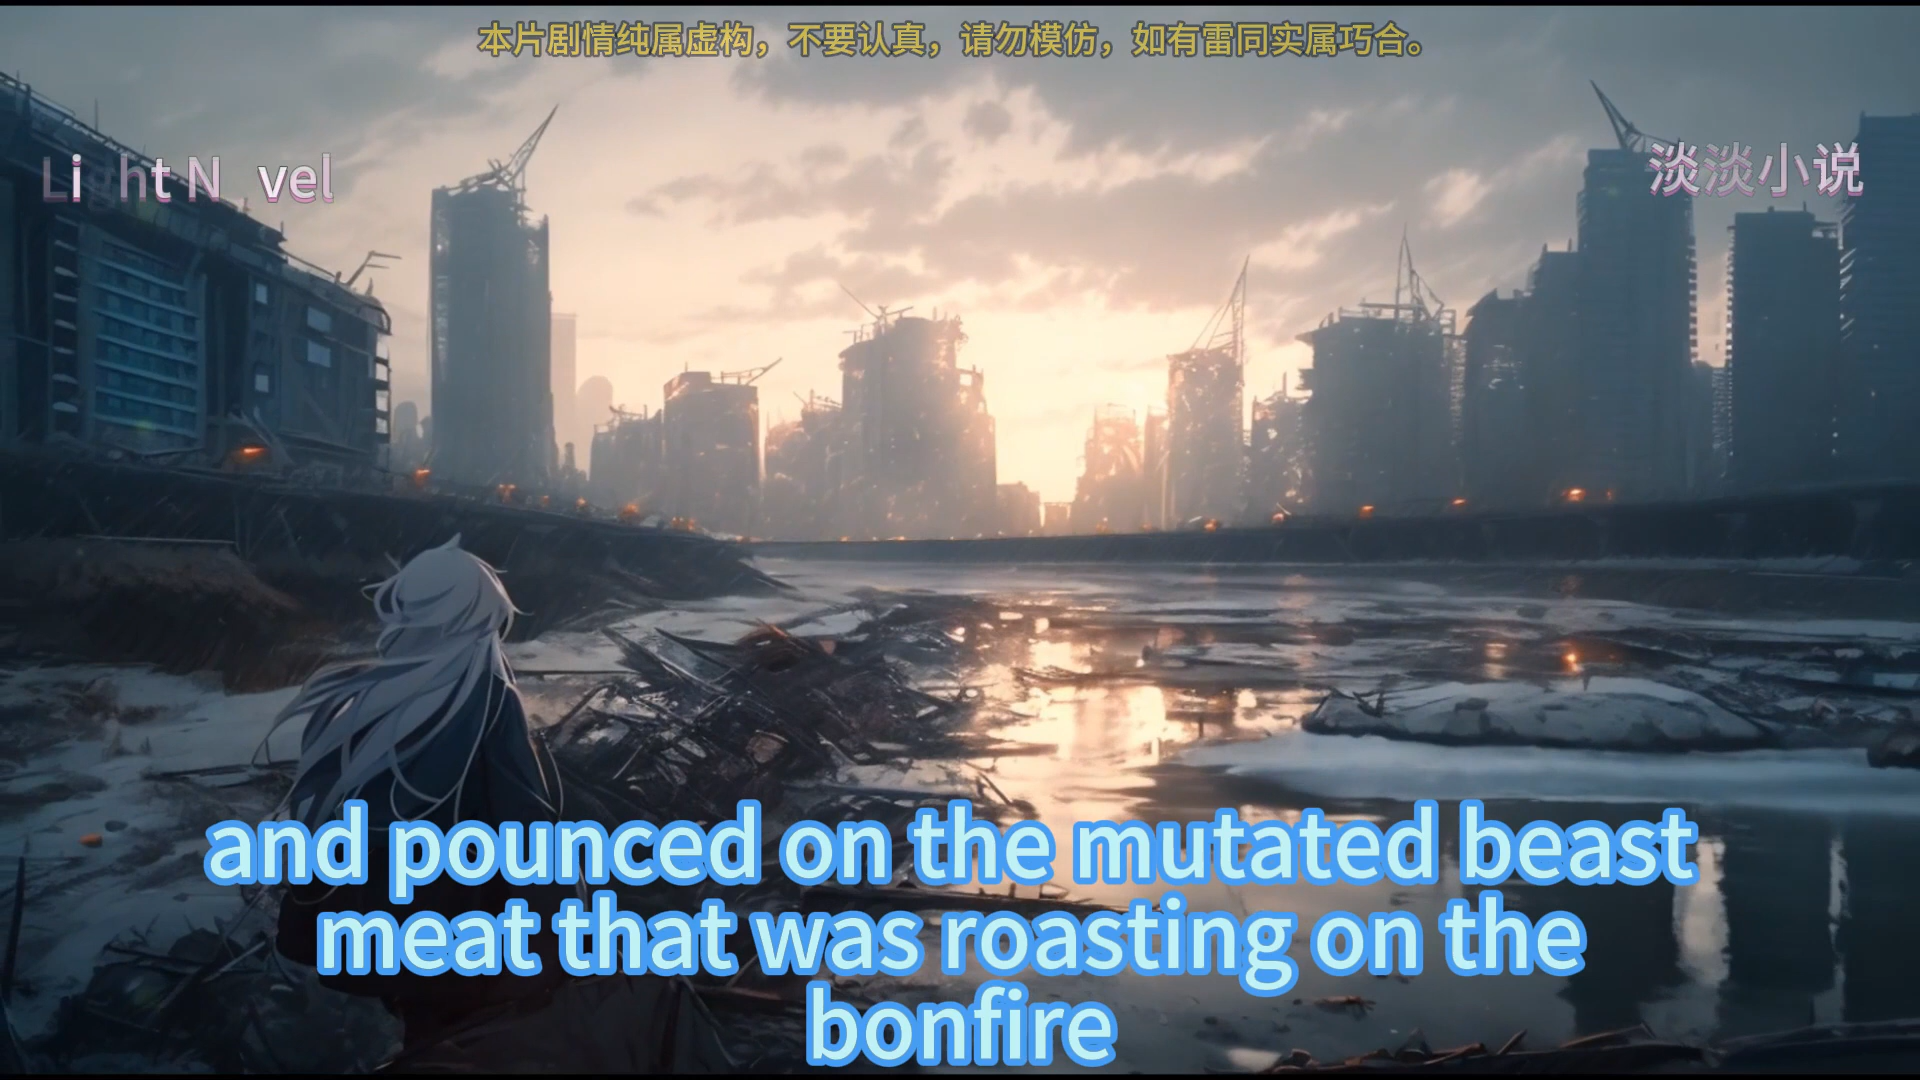 本片剧情纯属虚构，不要认真，请勿模仿，如有雷同实属巧合。
Light N vel
淡淡小说
and pounced on the mutated beast
meat that was roasting on the
bonfire